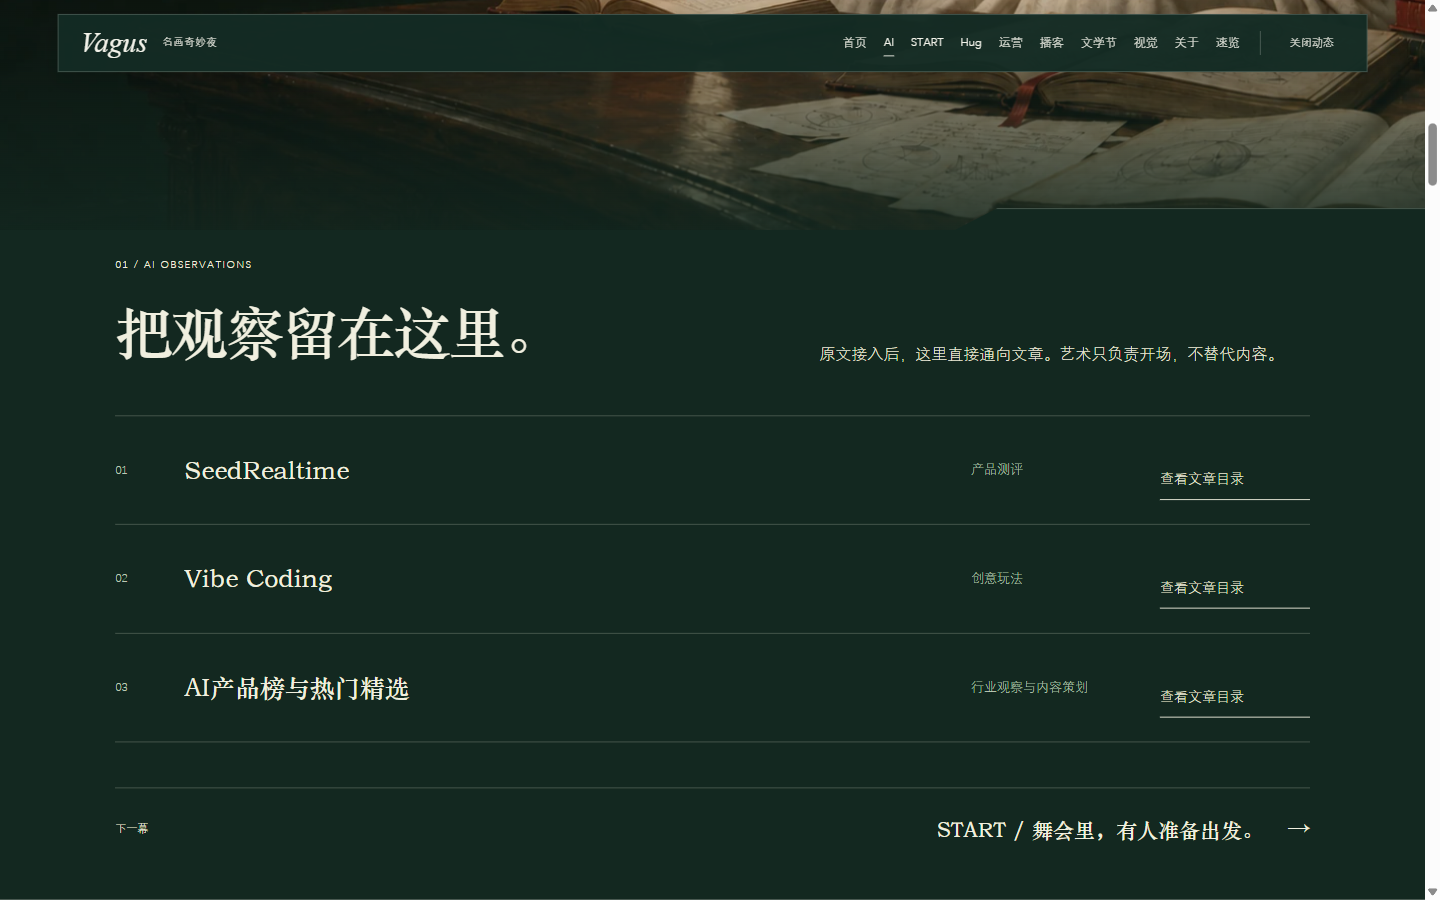 Vagus 名画奇妙夜 首页 AI START Hug 运营 播客 文学节 视觉 关于 速览 关闭动态
01 / AI OBSERVATIONS
把观察留在这里。
原文接入后，这里直接通向文章。艺术只负责开场，不替代内容。
01 SeedRealtime 产品测评 查看文章目录
02 Vibe Coding 创意玩法 查看文章目录
03 AI产品榜与热门精选 行业观察与内容策划 查看文章目录
下一幕 START / 舞会里，有人准备出发。 →